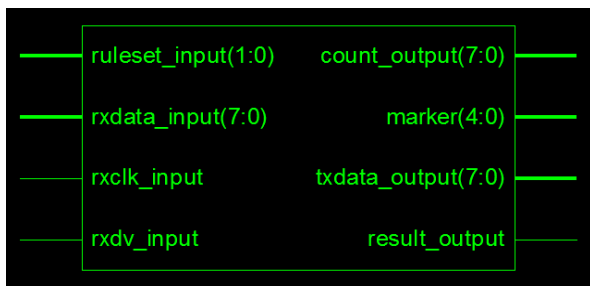 ruleset_input(1:0) count_output(7:0)
rxdata_input(7:0) marker(4:0)
rxclk_input txdata_output(7:0)
rxdv_input result_output